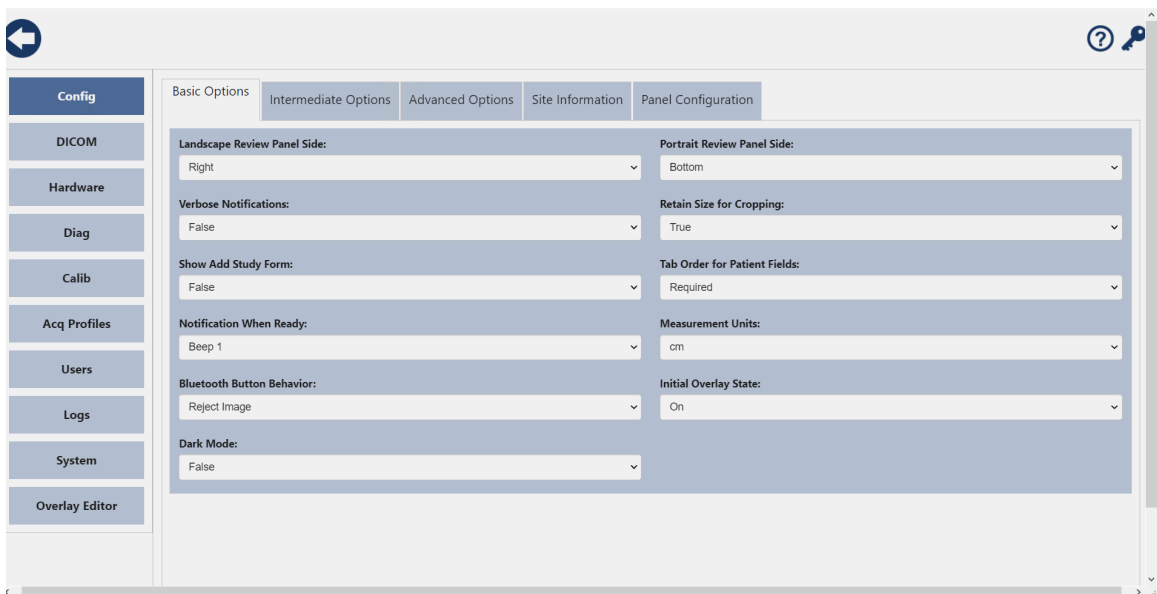 ?
Config
DICOM
Hardware
Diag
Calib
Acq Profiles
Users
Logs
System
Overlay Editor
Basic Options Intermediate Options Advanced Options Site Information Panel Configuration
Landscape Review Panel Side: Portrait Review Panel Side:
Right Bottom
Verbose Notifications: Retain Size for Cropping:
False True
Show Add Study Form: Tab Order for Patient Fields:
False Required
Notification When Ready: Measurement Units:
Beep 1 cm
Bluetooth Button Behavior: Initial Overlay State:
Reject Image On
Dark Mode:
False